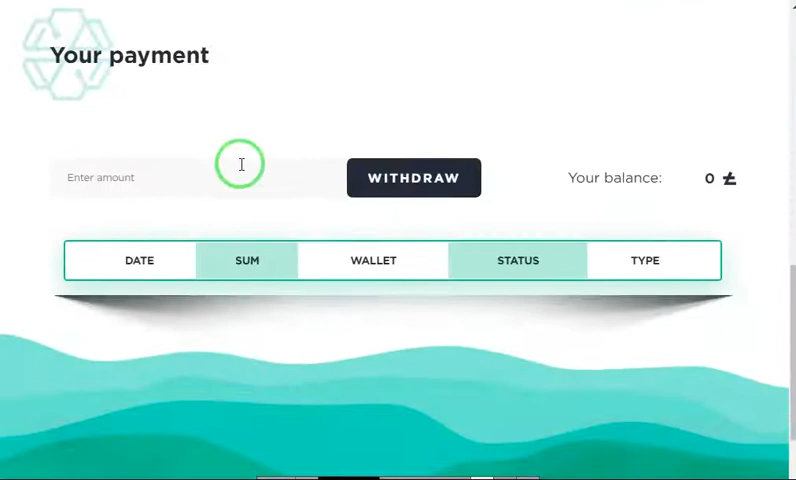 Your payment
Enter amount
WITHDRAW
Your balance: 0 Ł
DATE SUM WALLET STATUS TYPE